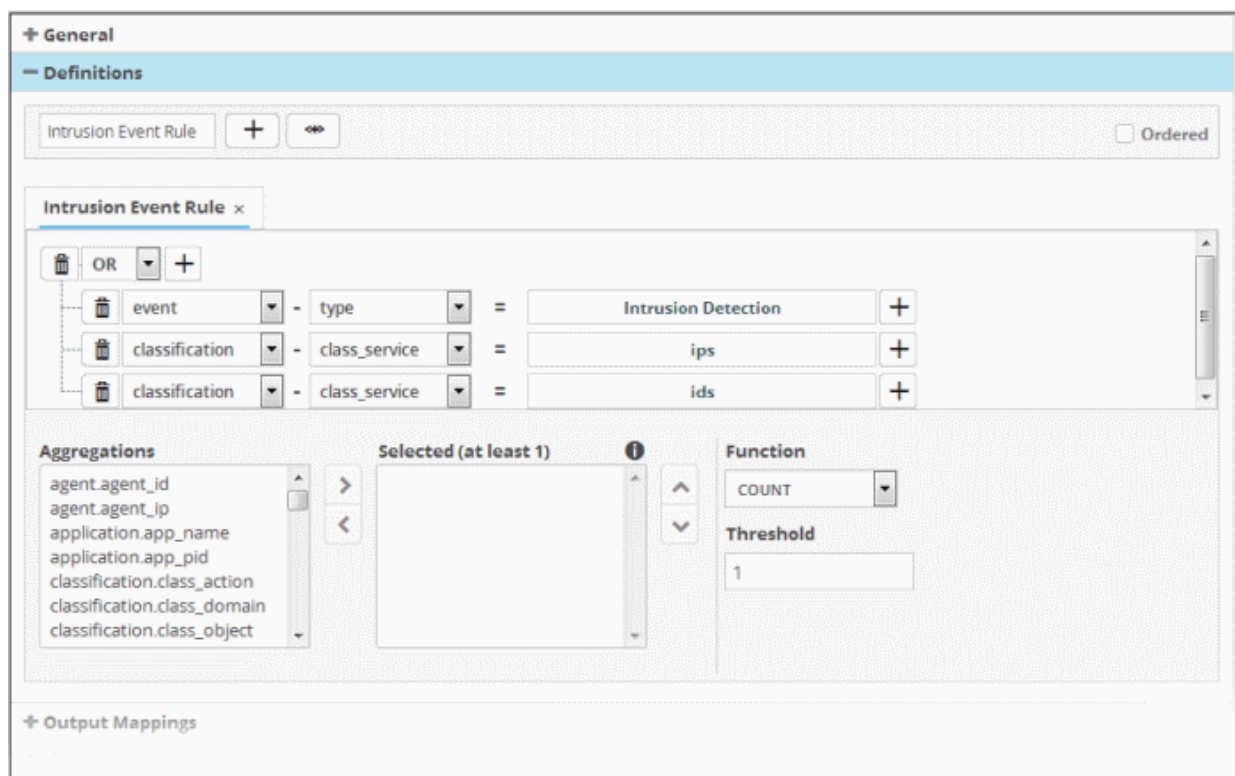 General
Definitions
Intrusion Event Rule
Ordered
Intrusion Event Rule ×
OR
event - type = Intrusion Detection
classification - class_service = ips
classification - class_service = ids
Aggregations
agent.agent_id
agent.agent_ip
application.app_name
application.app_pid
classification.class_action
classification.class_domain
classification.class_object
Selected (at least 1)
Function
COUNT
Threshold
1
Output Mappings